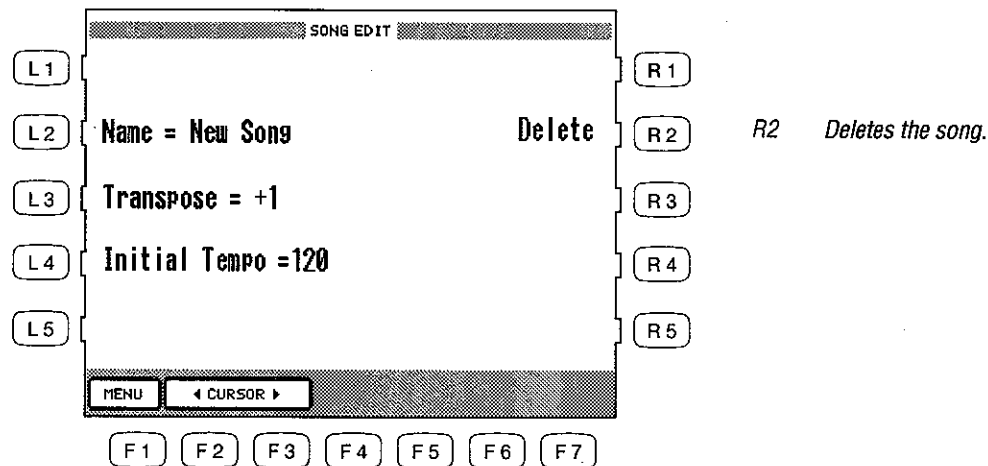 SONG EDIT
L1 R1
L2 Name = New Song Delete R2 R2 Deletes the song.
L3 Transpose = +1 R3
L4 Initial Tempo =120 R4
L5 R5
MENU ◀ CURSOR ▶
F1 F2 F3 F4 F5 F6 F7